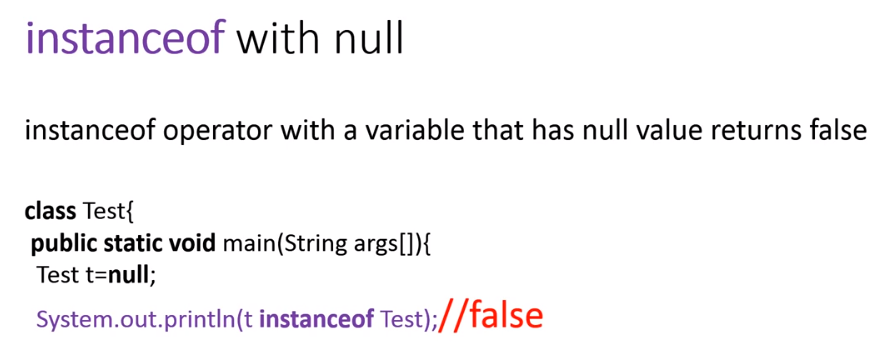 instanceof with null
instanceof operator with a variable that has null value returns false
class Test{
public static void main(String args[]){
Test t=null;
System.out.println(t instanceof Test);//false